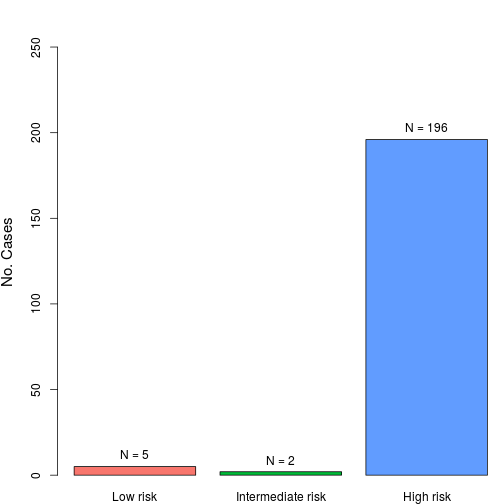 No. Cases
250
200
150
100
50
0
N = 5
N = 2
N = 196
Low risk
Intermediate risk
High risk